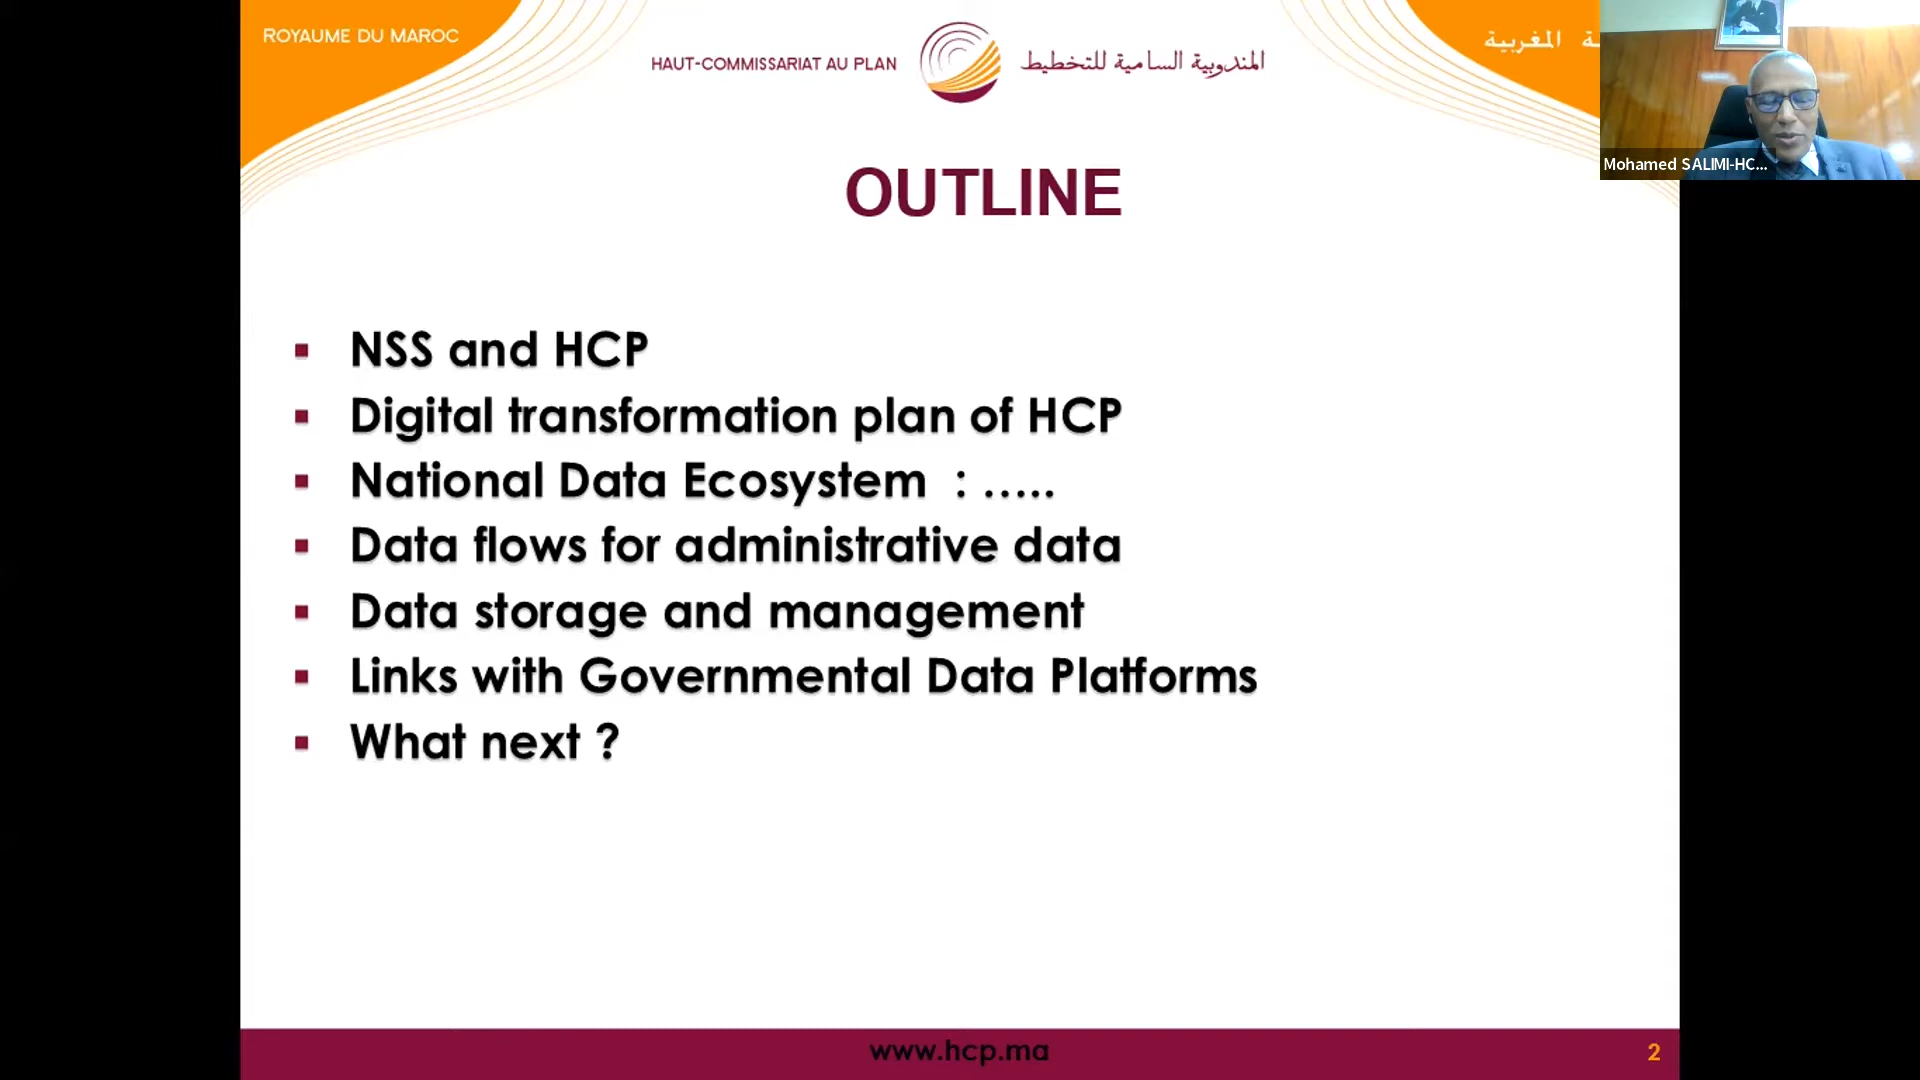 ROYAUME DU MAROC
HAUT-COMMISSARIAT AU PLAN
المندوبية السامية للتخطيط
المغربية
Mohamed SALIMI-HC...
OUTLINE
▪ NSS and HCP
▪ Digital transformation plan of HCP
▪ National Data Ecosystem : .....
▪ Data flows for administrative data
▪ Data storage and management
▪ Links with Governmental Data Platforms
▪ What next ?
www.hcp.ma
2